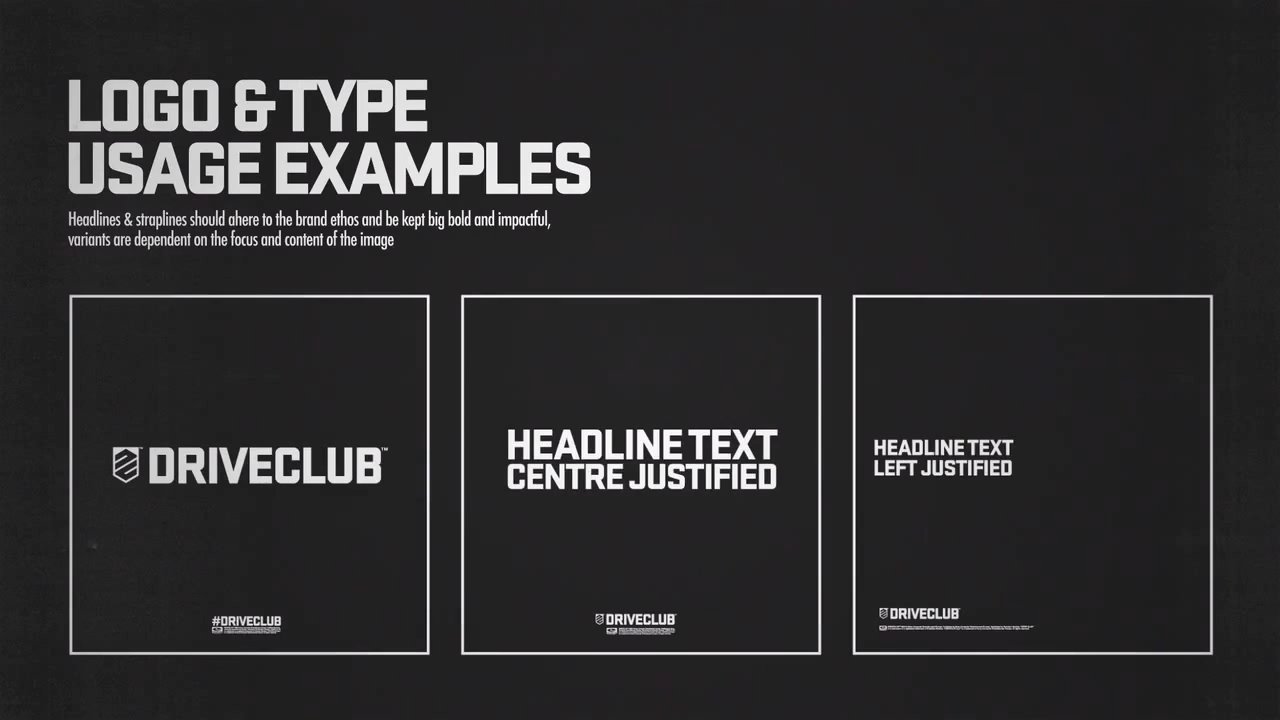 LOGO & TYPE
USAGE EXAMPLES
Headlines & straplines should ahere to the brand ethos and be kept big bold and impactful,
variants are dependent on the focus and content of the image
DRIVECLUB™
#DRIVECLUB
HEADLINE TEXT
CENTRE JUSTIFIED
DRIVECLUB
HEADLINE TEXT
LEFT JUSTIFIED
DRIVECLUB